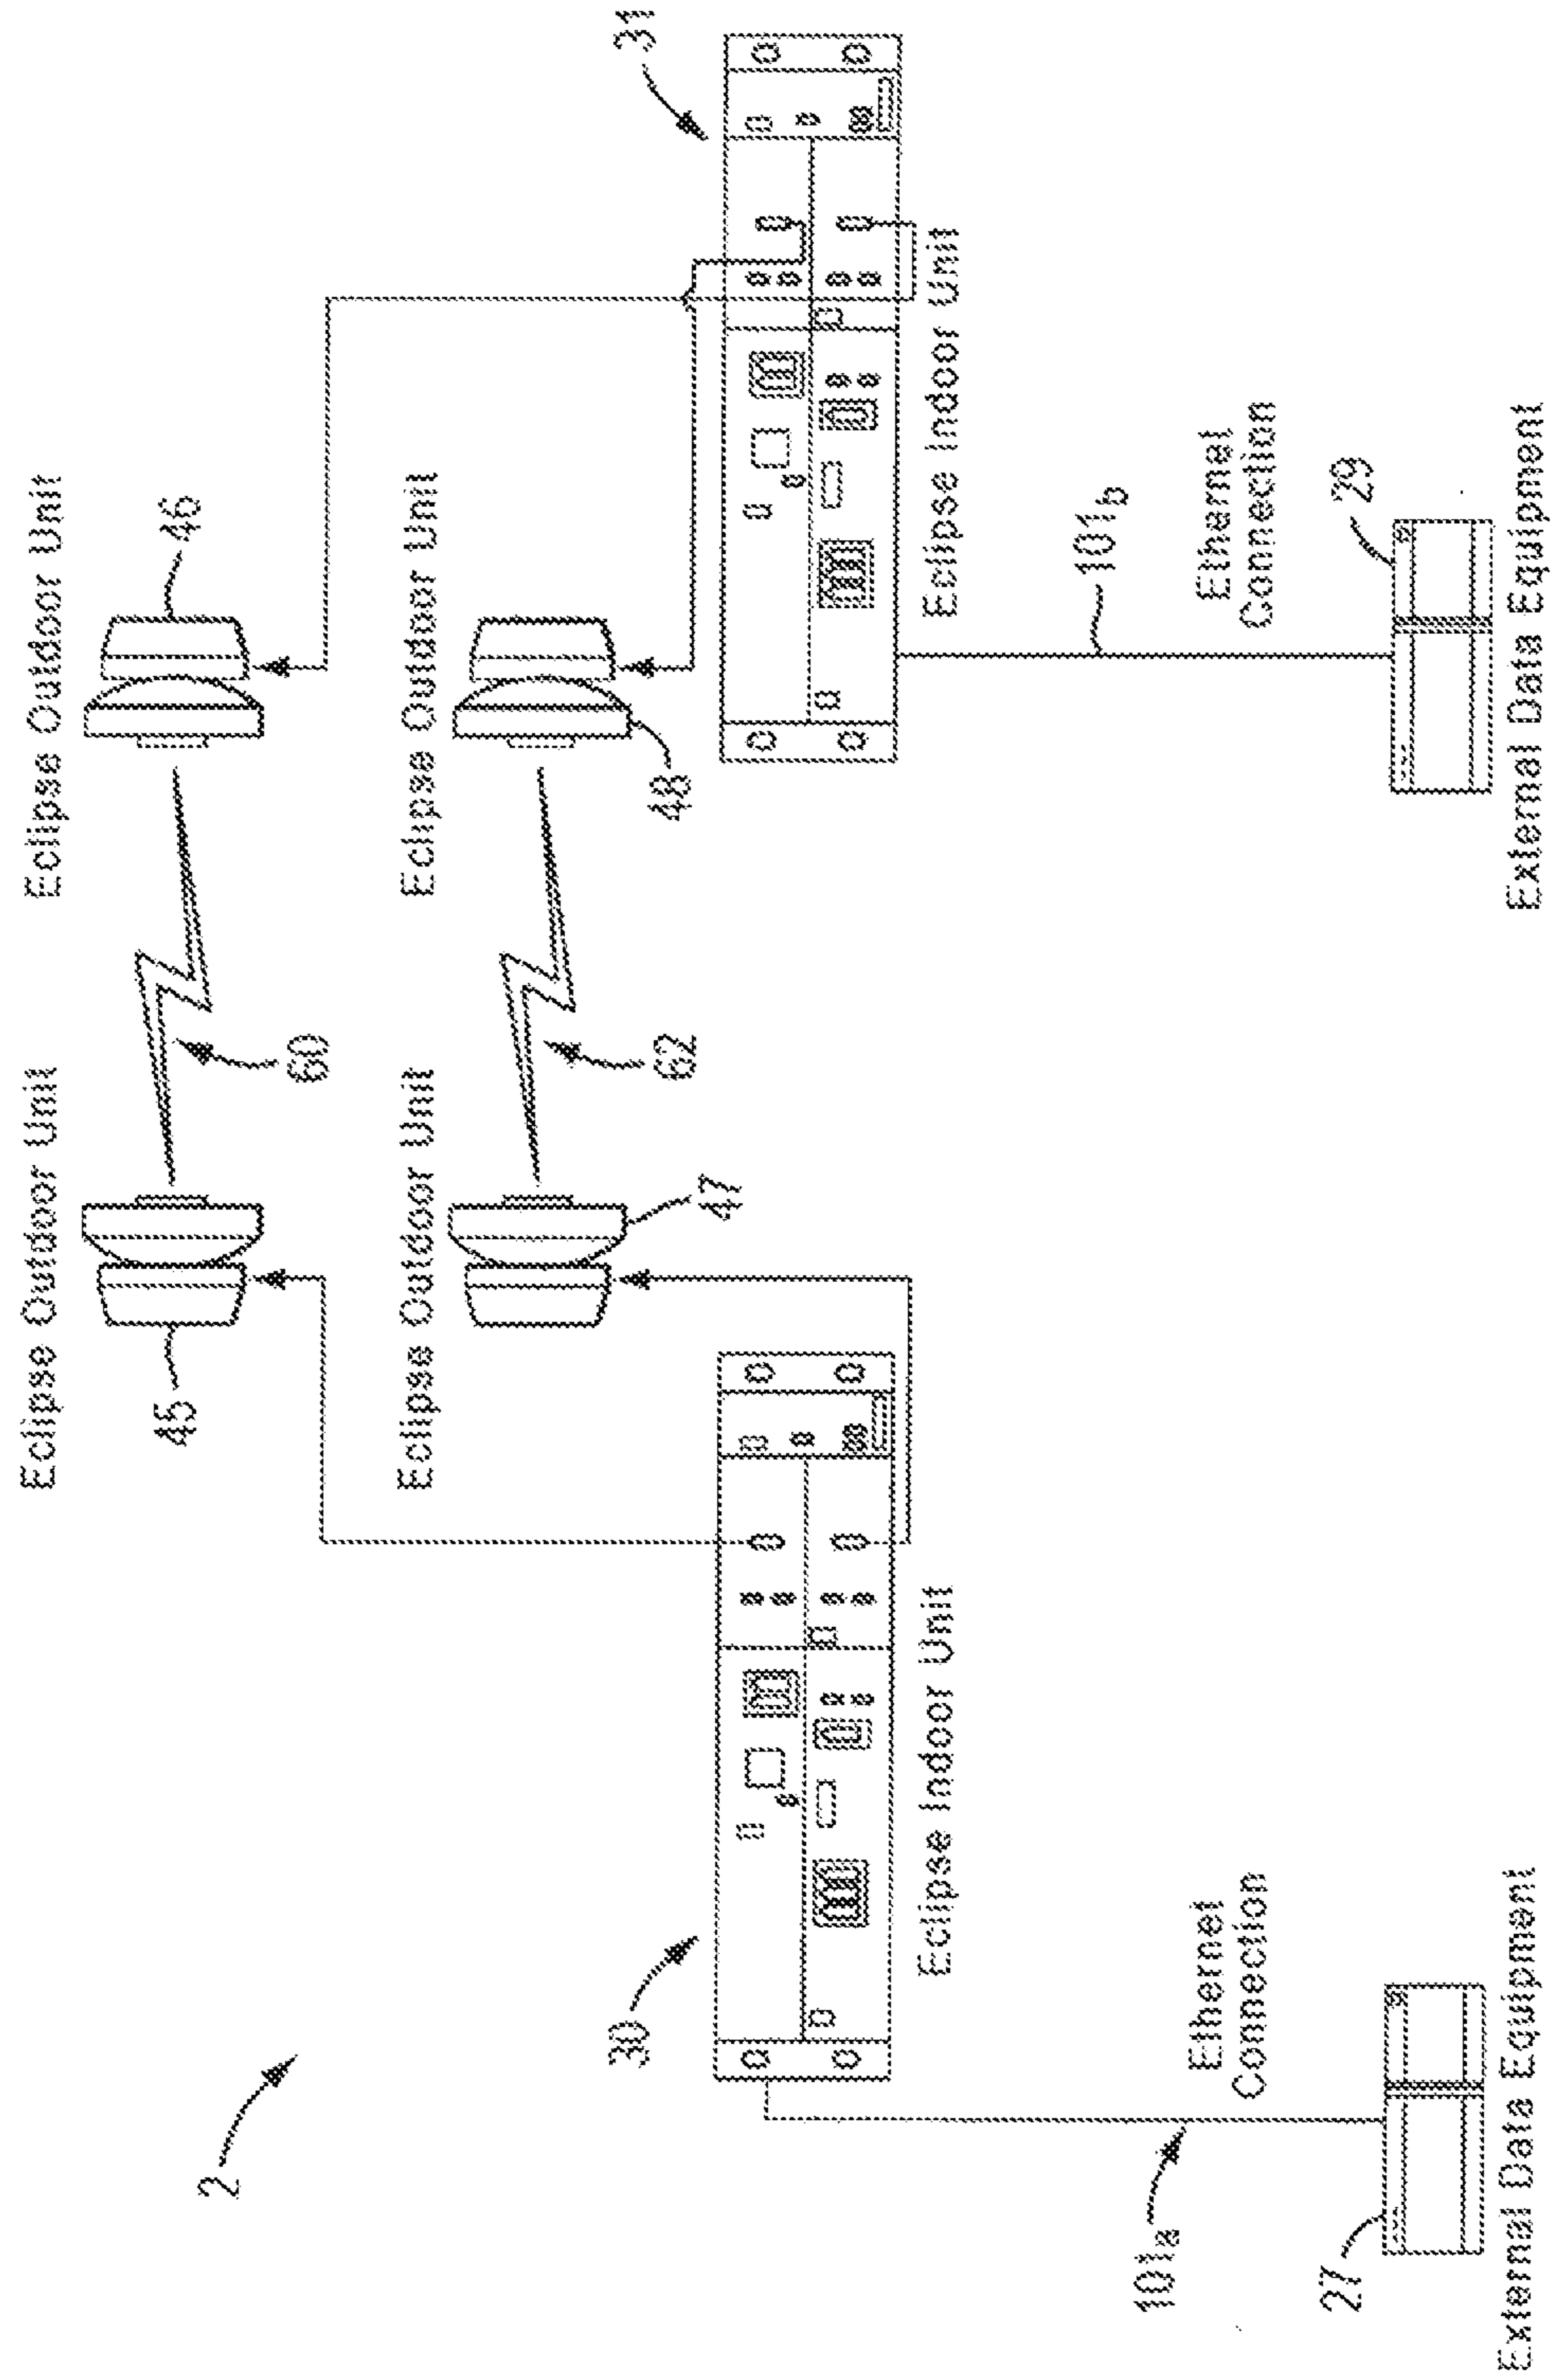 2
Eclipse Outdoor Unit
45
60
Eclipse Outdoor Unit
46
Eclipse Outdoor Unit
47
62
Eclipse Outdoor Unit
48
30
Eclipse Indoor Unit
31
Eclipse Indoor Unit
101a
Ethernet
Connection
101b
Ethernet
Connection
27
External Data Equipment
29
External Data Equipment